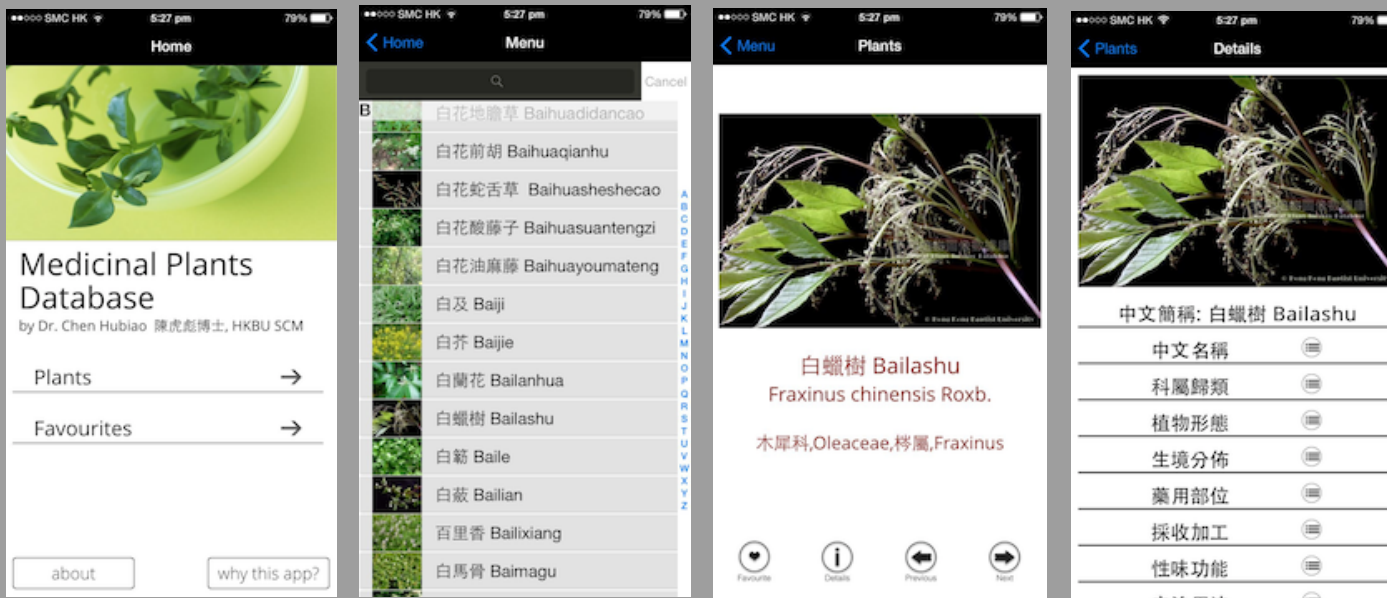 SMC HK 5:27 pm 79%
Home
Medicinal Plants
Database
by Dr. Chen Hubiao 陳虎彪博士, HKBU SCM
Plants
Favourites
about
why this app?
SMC HK 5:27 pm 79%
Home Menu
Cancel
B
白花地膽草 Baihuadidancao
白花前胡 Baihuaqianhu
白花蛇舌草 Baihuasheshecao
白花酸藤子 Baihuasuantengzi
白花油麻藤 Baihuayoumateng
白及 Baiji
白芥 Baijie
白蘭花 Bailanhua
白蠟樹 Bailashu
白簕 Baile
白蘞 Bailian
百里香 Bailixiang
白馬骨 Baimagu
A
B
C
D
E
F
G
H
I
J
K
L
M
N
O
P
Q
R
S
T
U
V
W
X
Y
Z
SMC HK 5:27 pm 79%
Menu Plants
© Hong Kong Baptist University
白蠟樹 Bailashu
Fraxinus chinensis Roxb.
木犀科,Oleaceae,梣屬,Fraxinus
Favourite Details Previous Next
SMC HK 5:27 pm 79%
Plants Details
© Hong Kong Baptist University
中文簡稱: 白蠟樹 Bailashu
中文名稱
科屬歸類
植物形態
生境分佈
藥用部位
採收加工
性味功能